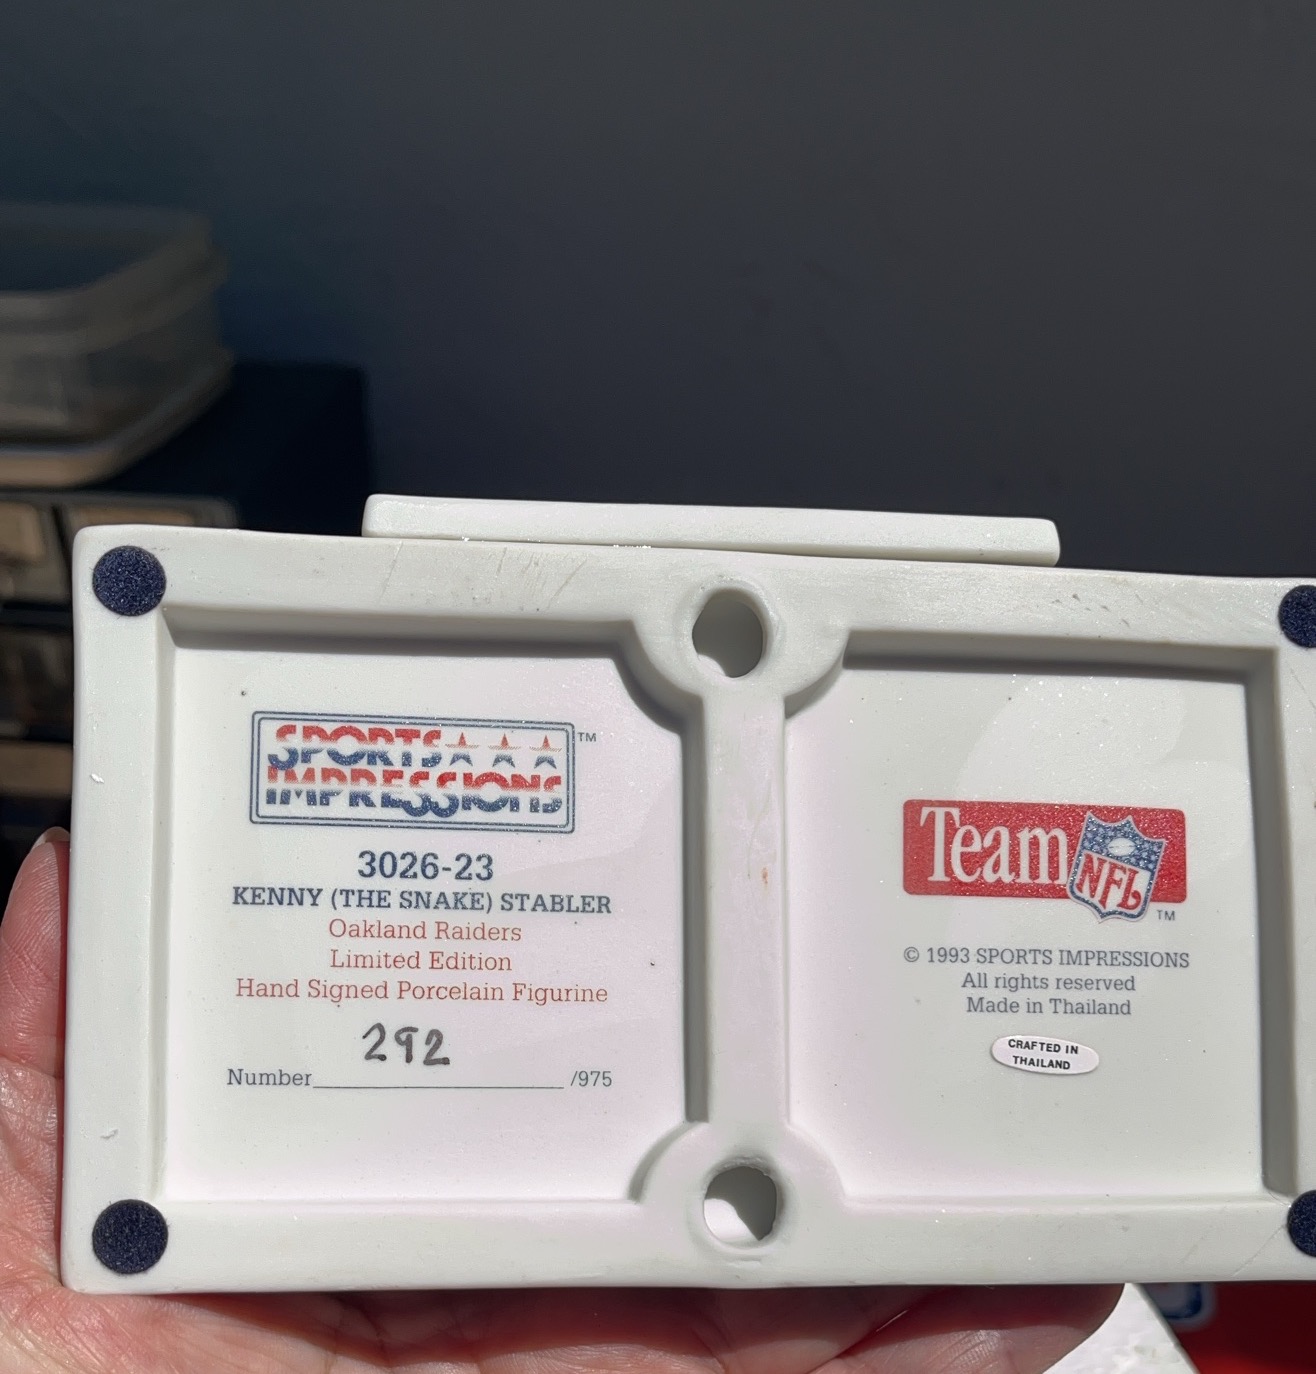 SPORTS
IMPRESSIONS
TM
3026-23
KENNY (THE SNAKE) STABLER
Oakland Raiders
Limited Edition
Hand Signed Porcelain Figurine
292
Number /975
Team NFL
TM
© 1993 SPORTS IMPRESSIONS
All rights reserved
Made in Thailand
CRAFTED IN
THAILAND